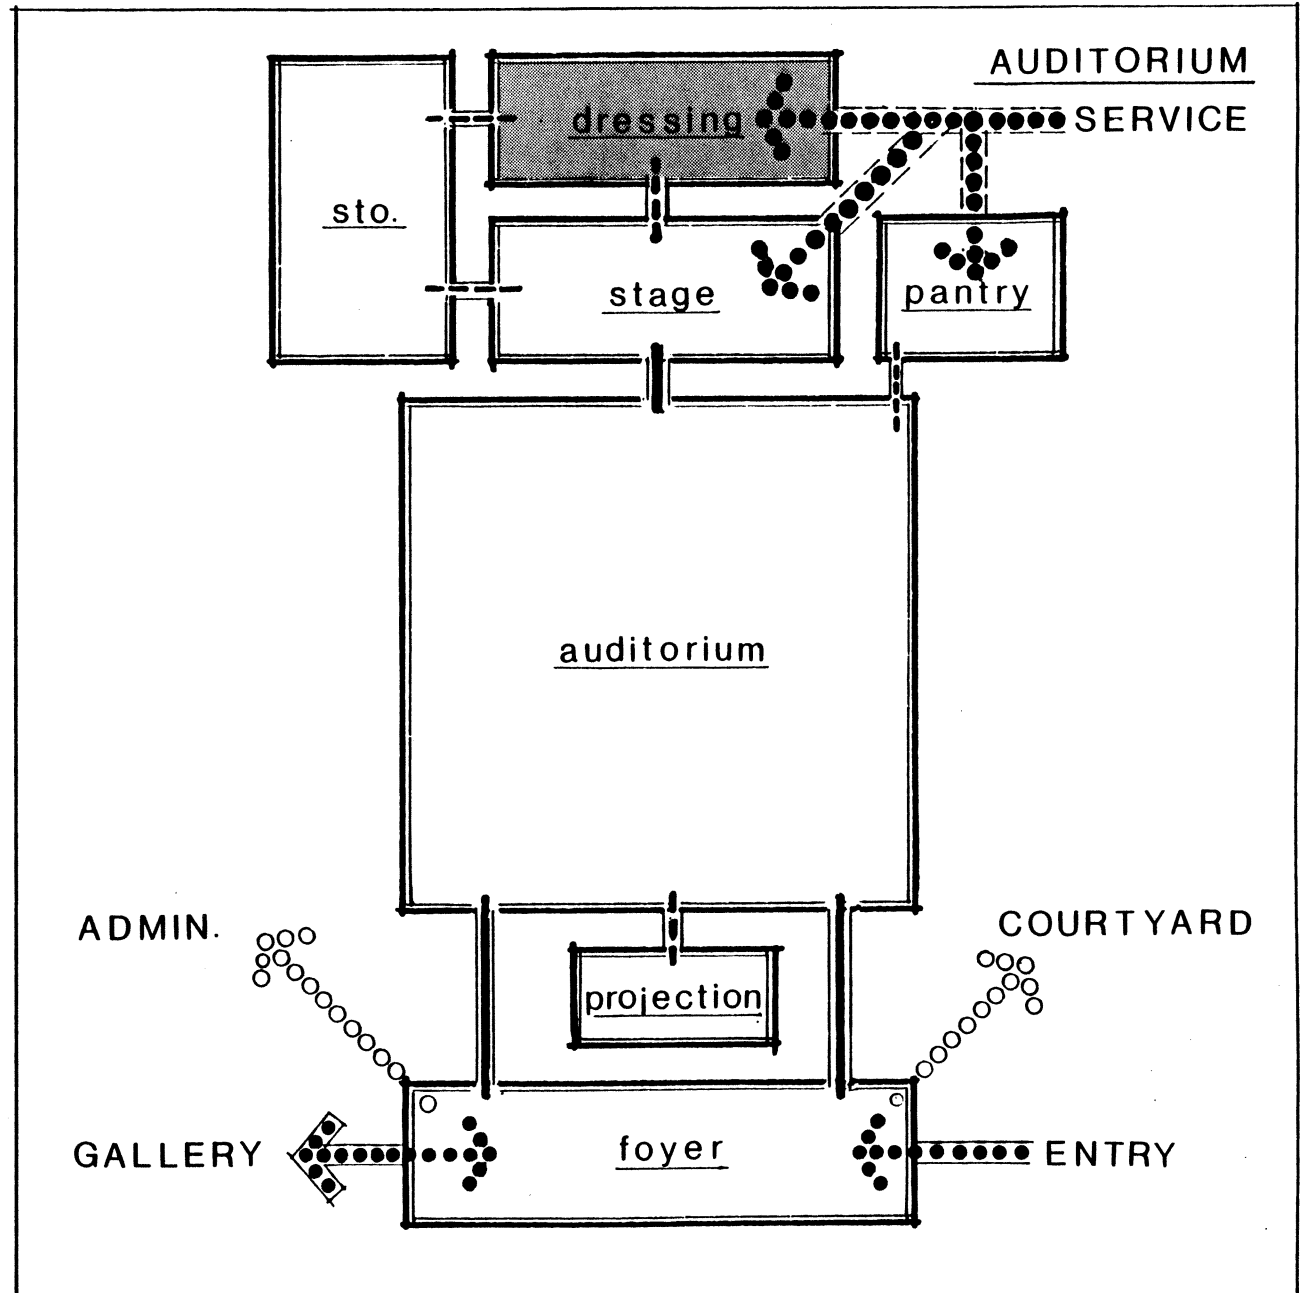 AUDITORIUM
dressing
SERVICE
sto.
stage
pantry
auditorium
ADMIN.
COURTYARD
projection
GALLERY
foyer
ENTRY